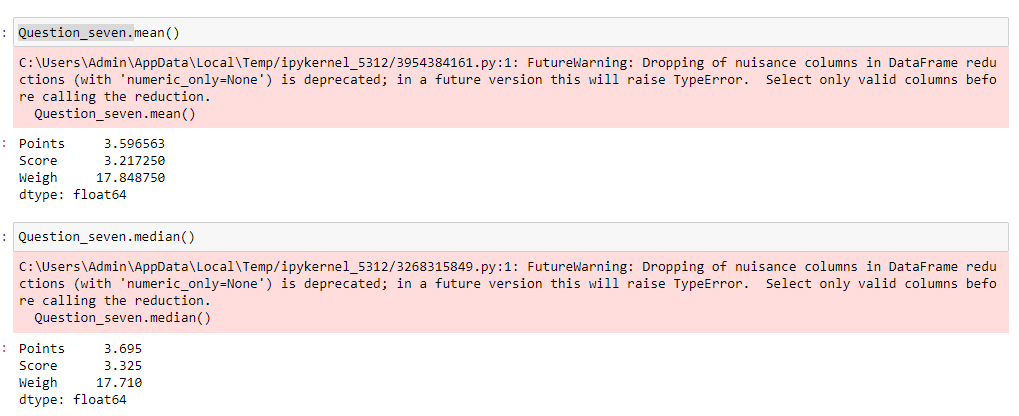 : Question_seven.mean()
C:\Users\Admin\AppData\Local\Temp/ipykernel_5312/3954384161.py:1: FutureWarning: Dropping of nuisance columns in DataFrame redu
ctions (with 'numeric_only=None') is deprecated; in a future version this will raise TypeError.  Select only valid columns befo
re calling the reduction.
  Question_seven.mean()
: Points     3.596563
Score      3.217250
Weigh     17.848750
dtype: float64
: Question_seven.median()
C:\Users\Admin\AppData\Local\Temp/ipykernel_5312/3268315849.py:1: FutureWarning: Dropping of nuisance columns in DataFrame redu
ctions (with 'numeric_only=None') is deprecated; in a future version this will raise TypeError.  Select only valid columns befo
re calling the reduction.
  Question_seven.median()
: Points     3.695
Score      3.325
Weigh     17.710
dtype: float64